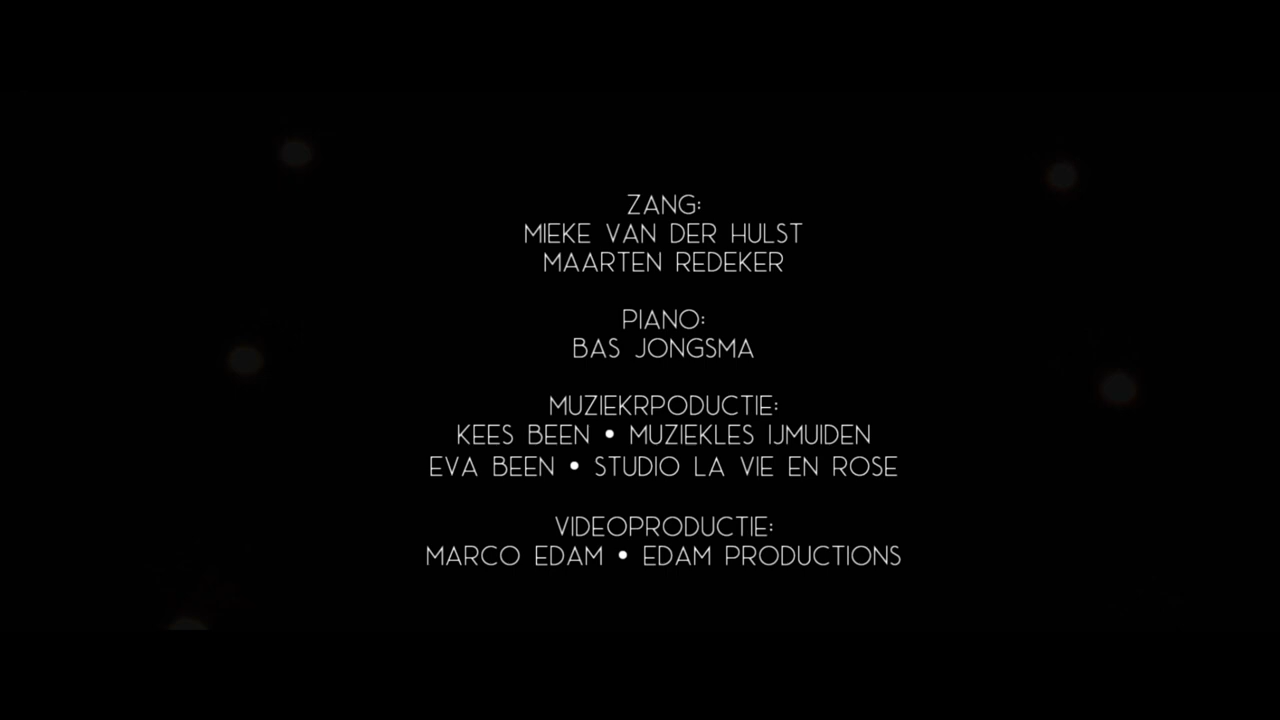 ZANG:
MIEKE VAN DER HULST
MAARTEN REDEKER
PIANO:
BAS JONGSMA
MUZIEKRPODUCTIE:
KEES BEEN • MUZIEKLES IJMUIDEN
EVA BEEN • STUDIO LA VIE EN ROSE
VIDEOPRODUCTIE:
MARCO EDAM • EDAM PRODUCTIONS